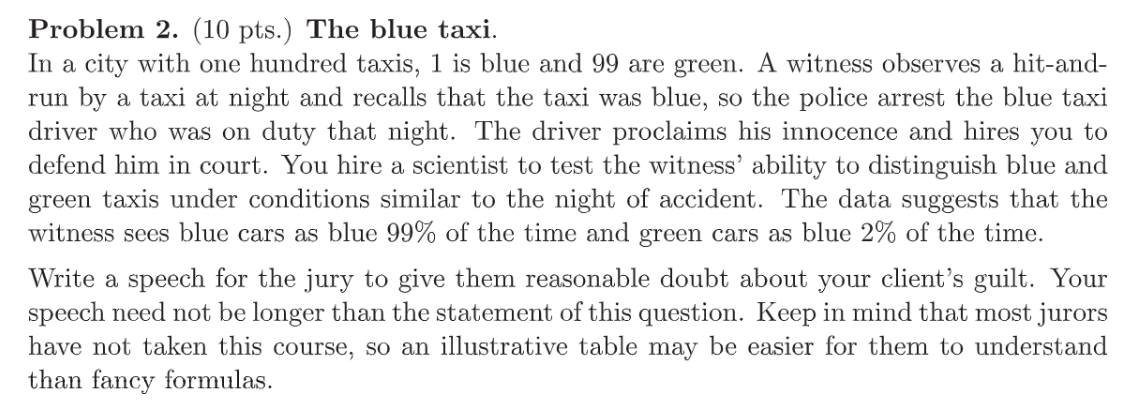 Problem 2. (10 pts.) The blue taxi.
In a city with one hundred taxis, 1 is blue and 99 are green. A witness observes a hit-and-
run by a taxi at night and recalls that the taxi was blue, so the police arrest the blue taxi
driver who was on duty that night. The driver proclaims his innocence and hires you to
defend him in court. You hire a scientist to test the witness' ability to distinguish blue and
green taxis under conditions similar to the night of accident. The data suggests that the
witness sees blue cars as blue 99% of the time and green cars as blue 2% of the time.
Write a speech for the jury to give them reasonable doubt about your client's guilt. Your
speech need not be longer than the statement of this question. Keep in mind that most jurors
have not taken this course, so an illustrative table may be easier for them to understand
than fancy formulas.